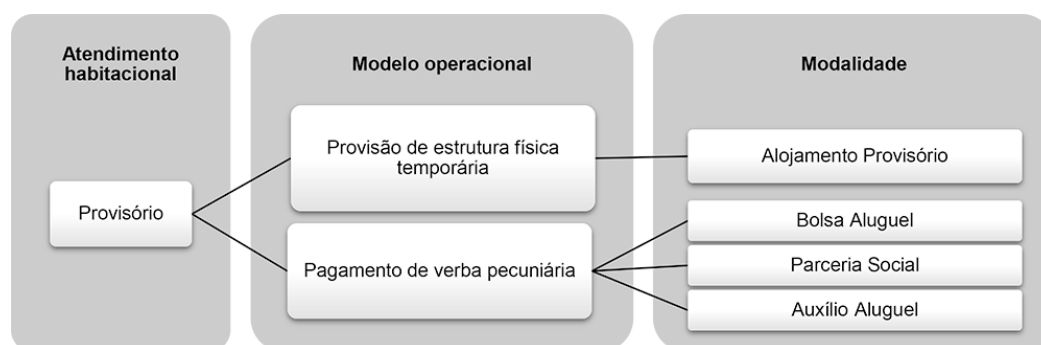 Atendimento
habitacional
Modelo operacional
Modalidade
Provisório
Provisão de estrutura física
temporária
Pagamento de verba pecuniária
Alojamento Provisório
Bolsa Aluguel
Parceria Social
Auxílio Aluguel